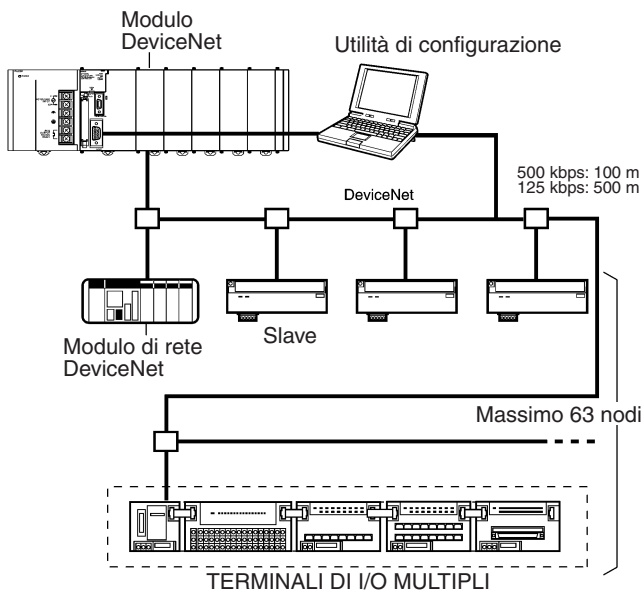 Modulo
DeviceNet
Utilità di configurazione
500 kbps: 100 m
125 kbps: 500 m
DeviceNet
Slave
Modulo di rete
DeviceNet
Massimo 63 nodi
TERMINALI DI I/O MULTIPLI